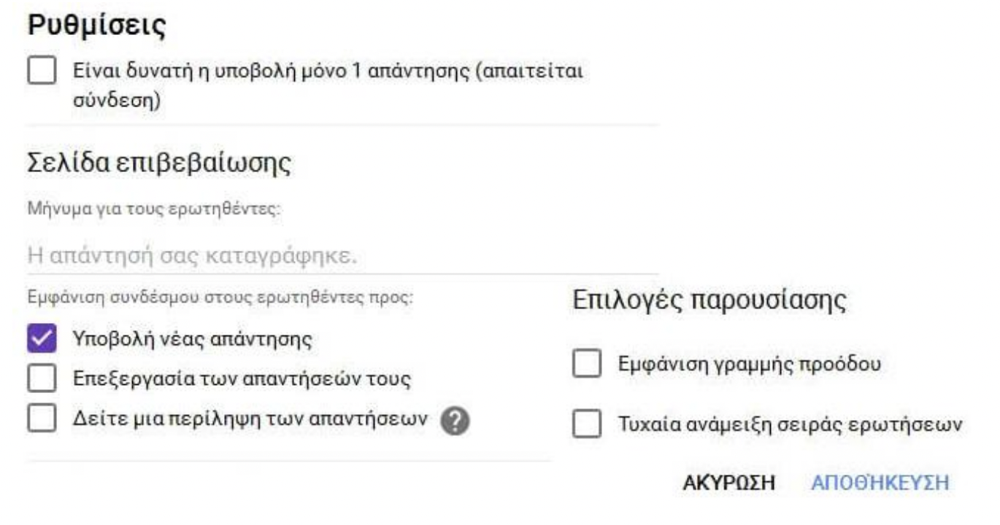 Ρυθμίσεις
Είναι δυνατή η υποβολή μόνο 1 απάντησης (απαιτείται
σύνδεση)
Σελίδα επιβεβαίωσης
Μήνυμα για τους ερωτηθέντες:
Η απάντησή σας καταγράφηκε.
Εμφάνιση συνδέσμου στους ερωτηθέντες προς:
Υποβολή νέας απάντησης
Επεξεργασία των απαντήσεών τους
Δείτε μια περίληψη των απαντήσεων ?
Επιλογές παρουσίασης
Εμφάνιση γραμμής προόδου
Τυχαία ανάμειξη σειράς ερωτήσεων
ΑΚΎΡΩΣΗ ΑΠΟΘΉΚΕΥΣΗ